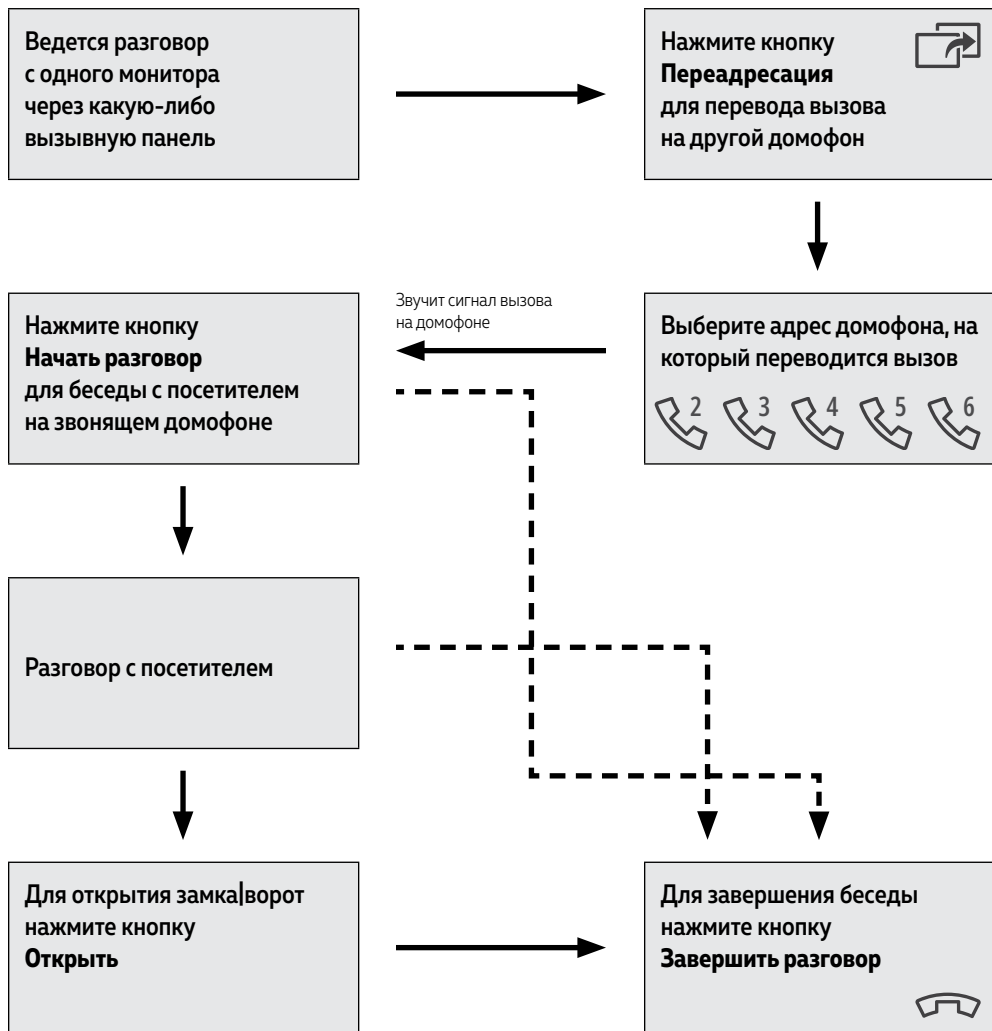 Ведется разговор
с одного монитора
через какую-либо
вызывную панель
Нажмите кнопку
Переадресация
для перевода вызова
на другой домофон
Звучит сигнал вызова
на домофоне
Нажмите кнопку
Начать разговор
для беседы с посетителем
на звонящем домофоне
Выберите адрес домофона, на
который переводится вызов
2 3 4 5 6
Разговор с посетителем
Для открытия замка|ворот
нажмите кнопку
Открыть
Для завершения беседы
нажмите кнопку
Завершить разговор